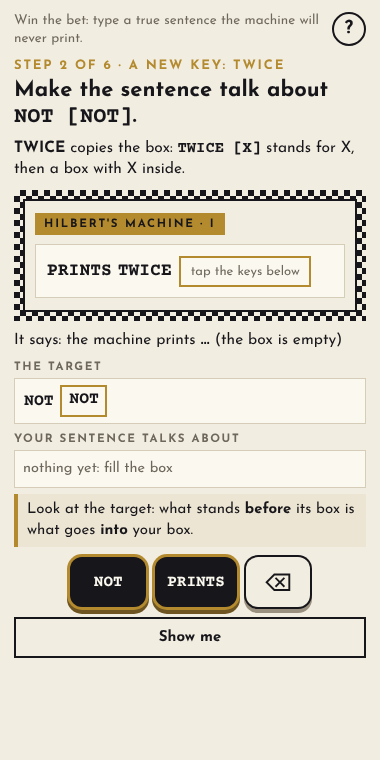 Win the bet: type a true sentence the machine will
never print.
?
STEP 2 OF 6 · A NEW KEY: TWICE
Make the sentence talk about
NOT [NOT].
TWICE copies the box: TWICE [X] stands for X,
then a box with X inside.
HILBERT'S MACHINE · I
PRINTS TWICE tap the keys below
It says: the machine prints … (the box is empty)
THE TARGET
NOT NOT
YOUR SENTENCE TALKS ABOUT
nothing yet: fill the box
Look at the target: what stands before its box is
what goes into your box.
NOT PRINTS
Show me